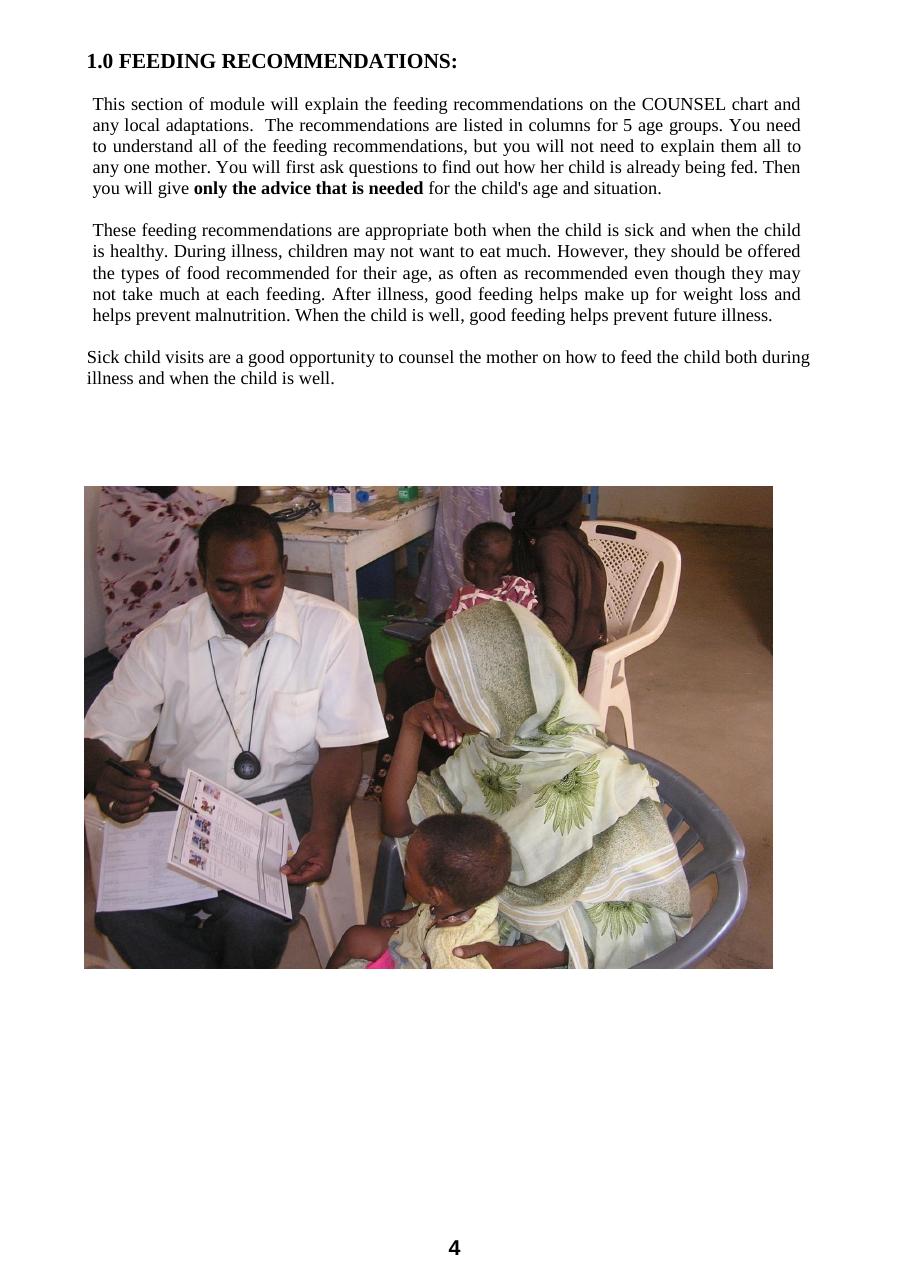 1.0 FEEDING RECOMMENDATIONS:
This section of module will explain the feeding recommendations on the COUNSEL chart and
any local adaptations.  The recommendations are listed in columns for 5 age groups. You need
to understand all of the feeding recommendations, but you will not need to explain them all to
any one mother. You will first ask questions to find out how her child is already being fed. Then
you will give only the advice that is needed for the child's age and situation.
These feeding recommendations are appropriate both when the child is sick and when the child
is healthy. During illness, children may not want to eat much. However, they should be offered
the types of food recommended for their age, as often as recommended even though they may
not take much at each feeding. After illness, good feeding helps make up for weight loss and
helps prevent malnutrition. When the child is well, good feeding helps prevent future illness.
Sick child visits are a good opportunity to counsel the mother on how to feed the child both during
illness and when the child is well.
4